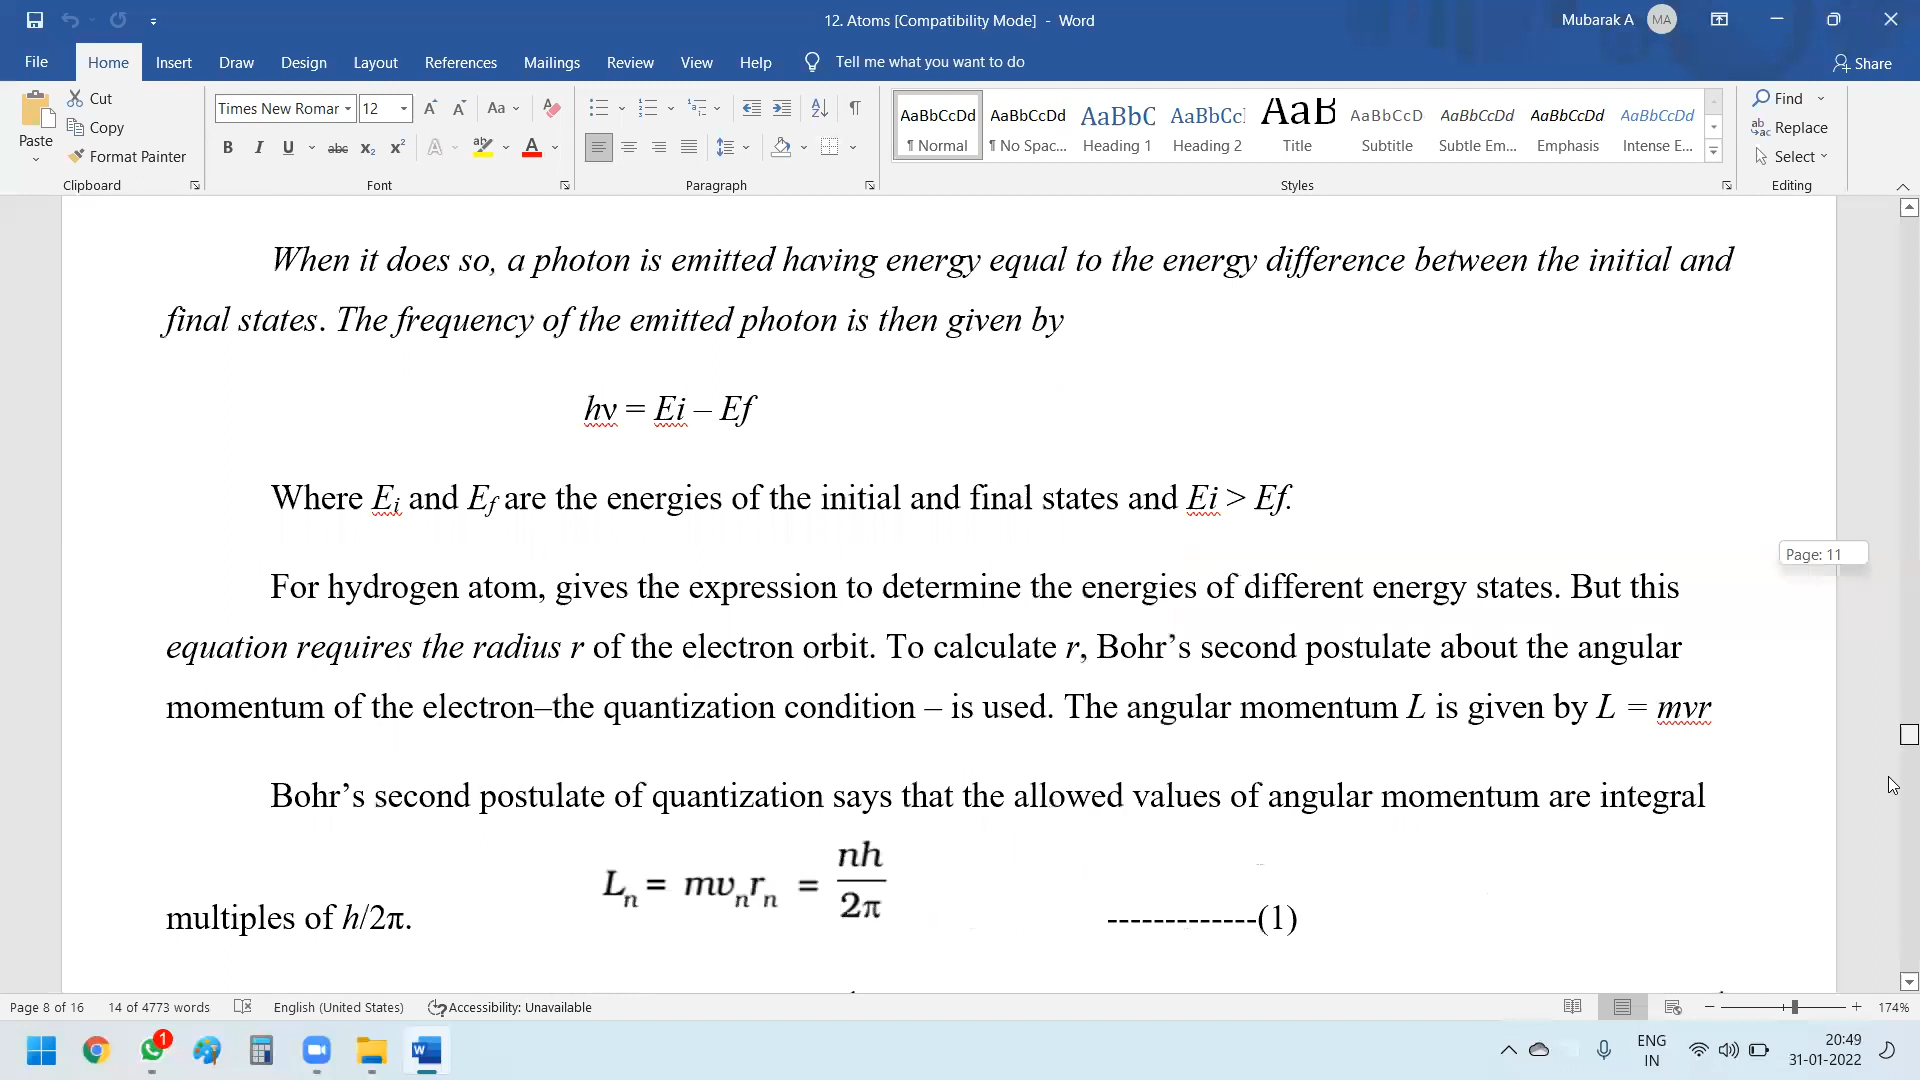 12. Atoms [Compatibility Mode] - Word
Mubarak A
MA
File Home Insert Draw Design Layout References Mailings Review View Help Tell me what you want to do
Share
Paste
Cut
Copy
Format Painter
Clipboard
Times New Romar 12
Aa
B I U abc x₂ x² A ab A
Font
Paragraph
AaBbCcDd AaBbCcDd AaBbC AaBbCc AaB AaBbCcD AaBbCcDd AaBbCcDd AaBbCcDd
¶ Normal ¶ No Spac... Heading 1 Heading 2 Title Subtitle Subtle Em... Emphasis Intense E...
Styles
Find
Replace
Select
Editing
When it does so, a photon is emitted having energy equal to the energy difference between the initial and
final states. The frequency of the emitted photon is then given by
hν = Ei – Ef
Where Eᵢ and E_f are the energies of the initial and final states and Ei > Ef.
For hydrogen atom, gives the expression to determine the energies of different energy states. But this
equation requires the radius r of the electron orbit. To calculate r, Bohr’s second postulate about the angular
momentum of the electron–the quantization condition – is used. The angular momentum L is given by L = mvr
Bohr’s second postulate of quantization says that the allowed values of angular momentum are integral
multiples of h/2π. Lₙ = mvₙrₙ = nh/2π -------------(1)
Page: 11
Page 8 of 16 14 of 4773 words English (United States) Accessibility: Unavailable 174%
1
ENG
IN
20:49
31-01-2022